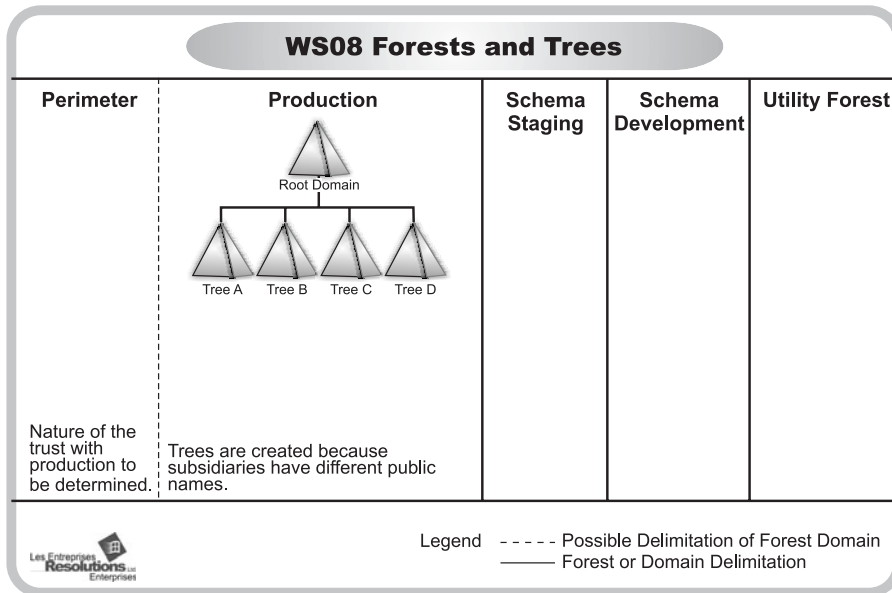 WS08 Forests and Trees
Perimeter
Production
Schema
Staging
Schema
Development
Utility Forest
Root Domain
Tree A
Tree B
Tree C
Tree D
Nature of the
trust with
production to
be determined.
Trees are created because
subsidiaries have different public
names.
Les Entreprises
Resolutions Ltd
Enterprises
Legend
Possible Delimitation of Forest Domain
Forest or Domain Delimitation